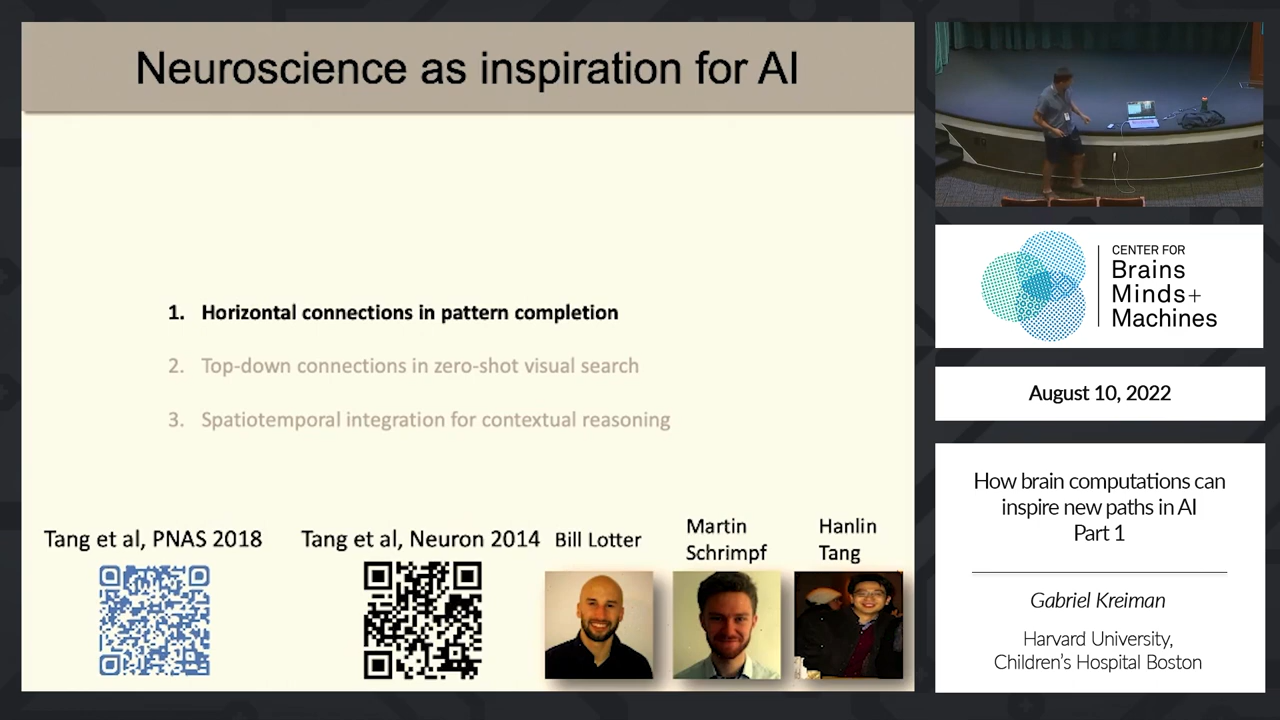 Neuroscience as inspiration for AI
1. Horizontal connections in pattern completion
2. Top-down connections in zero-shot visual search
3. Spatiotemporal integration for contextual reasoning
Tang et al, PNAS 2018
Tang et al, Neuron 2014
Bill Lotter
Martin
Schrimpf
Hanlin
Tang
CENTER FOR
Brains
Minds+
Machines
August 10, 2022
How brain computations can
inspire new paths in AI
Part 1
Gabriel Kreiman
Harvard University,
Children's Hospital Boston